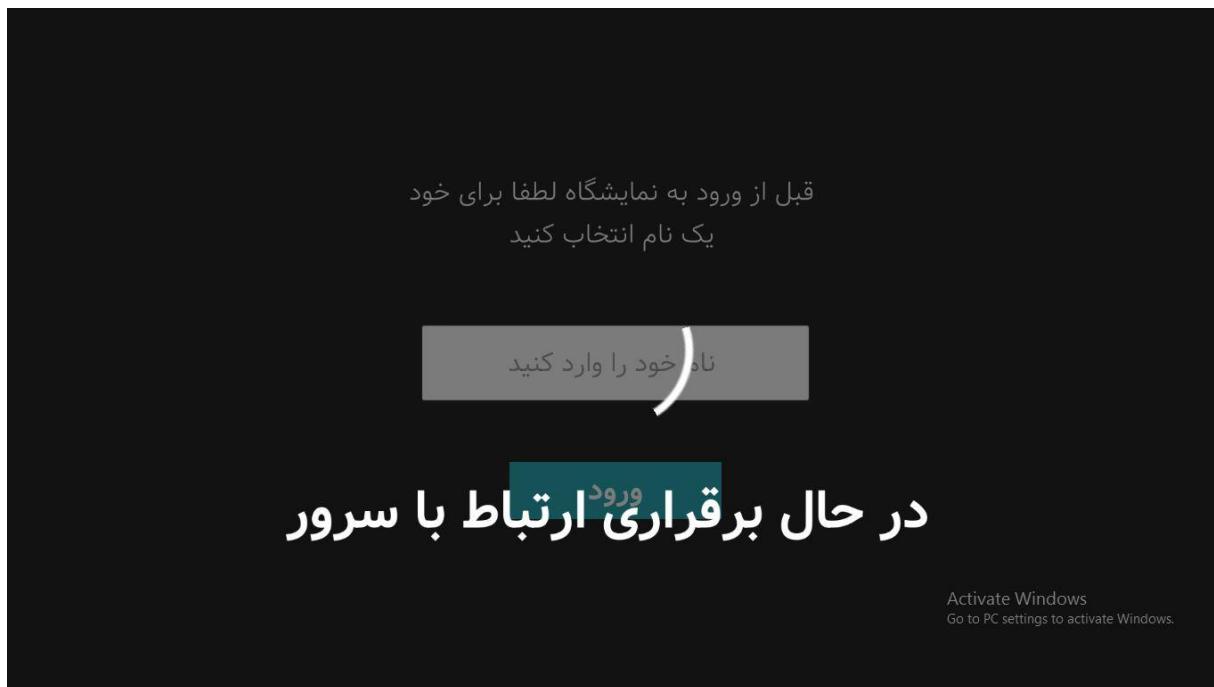 قبل از ورود به نمایشگاه لطفا برای خود
یک نام انتخاب کنید
نام خود را وارد کنید
ورود
در حال برقراری ارتباط با سرور
Activate Windows
Go to PC settings to activate Windows.